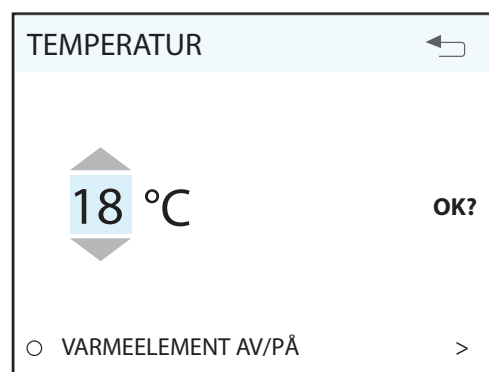 TEMPERATUR
18 °C
OK?
VARMEELEMENT AV/PÅ >